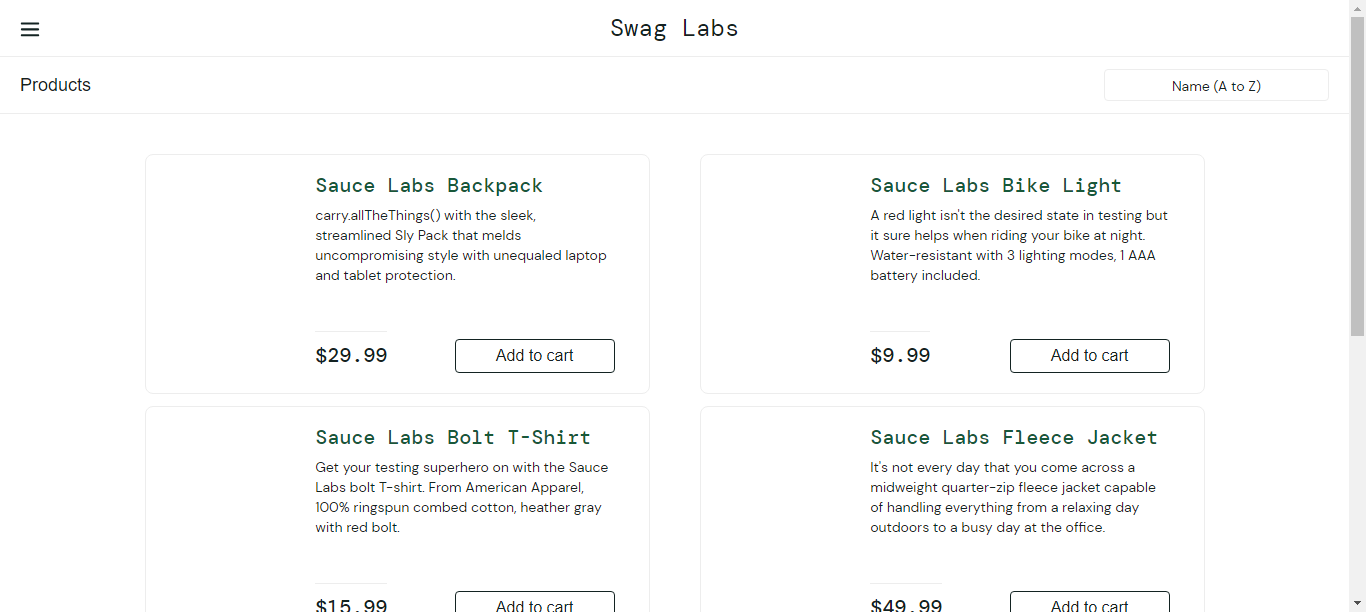 Swag Labs
Products
Name (A to Z)
Sauce Labs Backpack
carry.allTheThings() with the sleek,
streamlined Sly Pack that melds
uncompromising style with unequaled laptop
and tablet protection.
$29.99
Add to cart
Sauce Labs Bike Light
A red light isn't the desired state in testing but
it sure helps when riding your bike at night.
Water-resistant with 3 lighting modes, 1 AAA
battery included.
$9.99
Add to cart
Sauce Labs Bolt T-Shirt
Get your testing superhero on with the Sauce
Labs bolt T-shirt. From American Apparel,
100% ringspun combed cotton, heather gray
with red bolt.
$15.99
Add to cart
Sauce Labs Fleece Jacket
It's not every day that you come across a
midweight quarter-zip fleece jacket capable
of handling everything from a relaxing day
outdoors to a busy day at the office.
$49.99
Add to cart